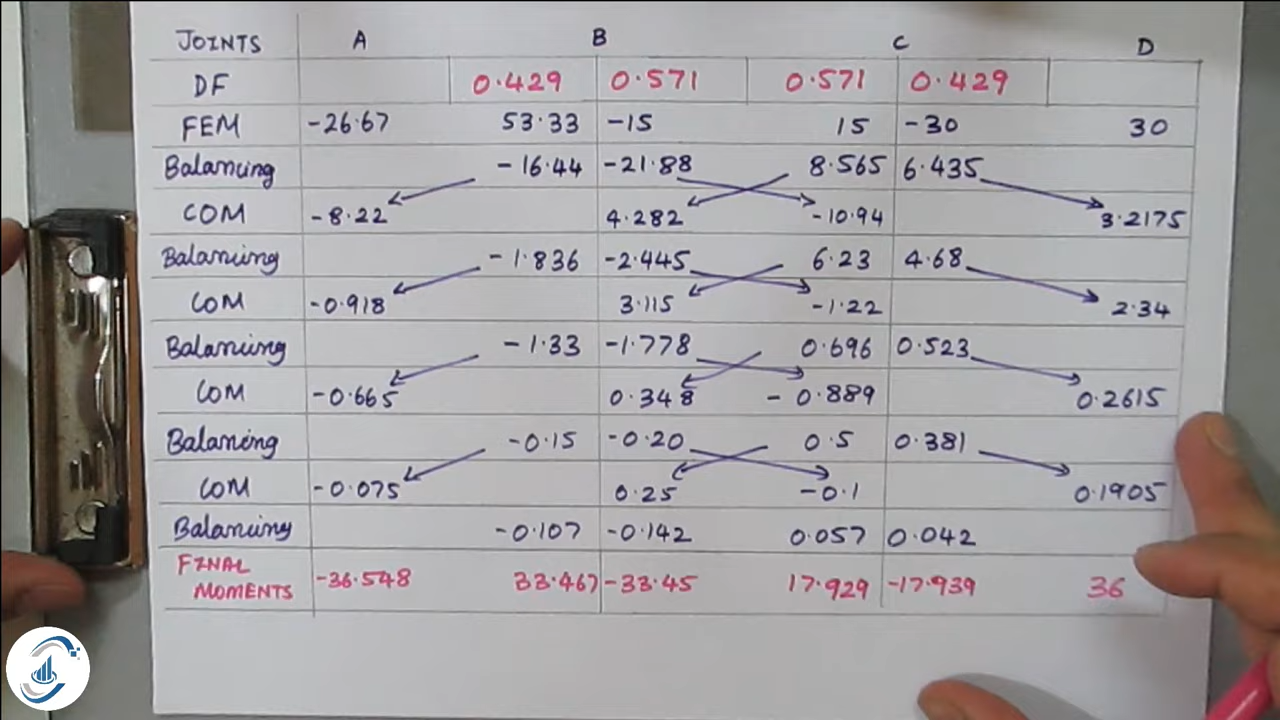 JOINTS A B C D
DF 0.429 0.571 0.571 0.429
FEM -26.67 53.33 -15 15 -30 30
Balancing -16.44 -21.88 8.565 6.435
COM -8.22 4.282 -10.94 3.2175
Balancing -1.836 -2.445 6.23 4.68
COM -0.918 3.115 -1.22 2.34
Balancing -1.33 -1.778 0.696 0.523
COM -0.665 0.348 -0.889 0.2615
Balancing -0.15 -0.20 0.5 0.381
COM -0.075 0.25 -0.1 0.1905
Balancing -0.107 -0.142 0.057 0.042
FINAL
MOMENTS -36.548 33.467 -33.45 17.929 -17.939 36